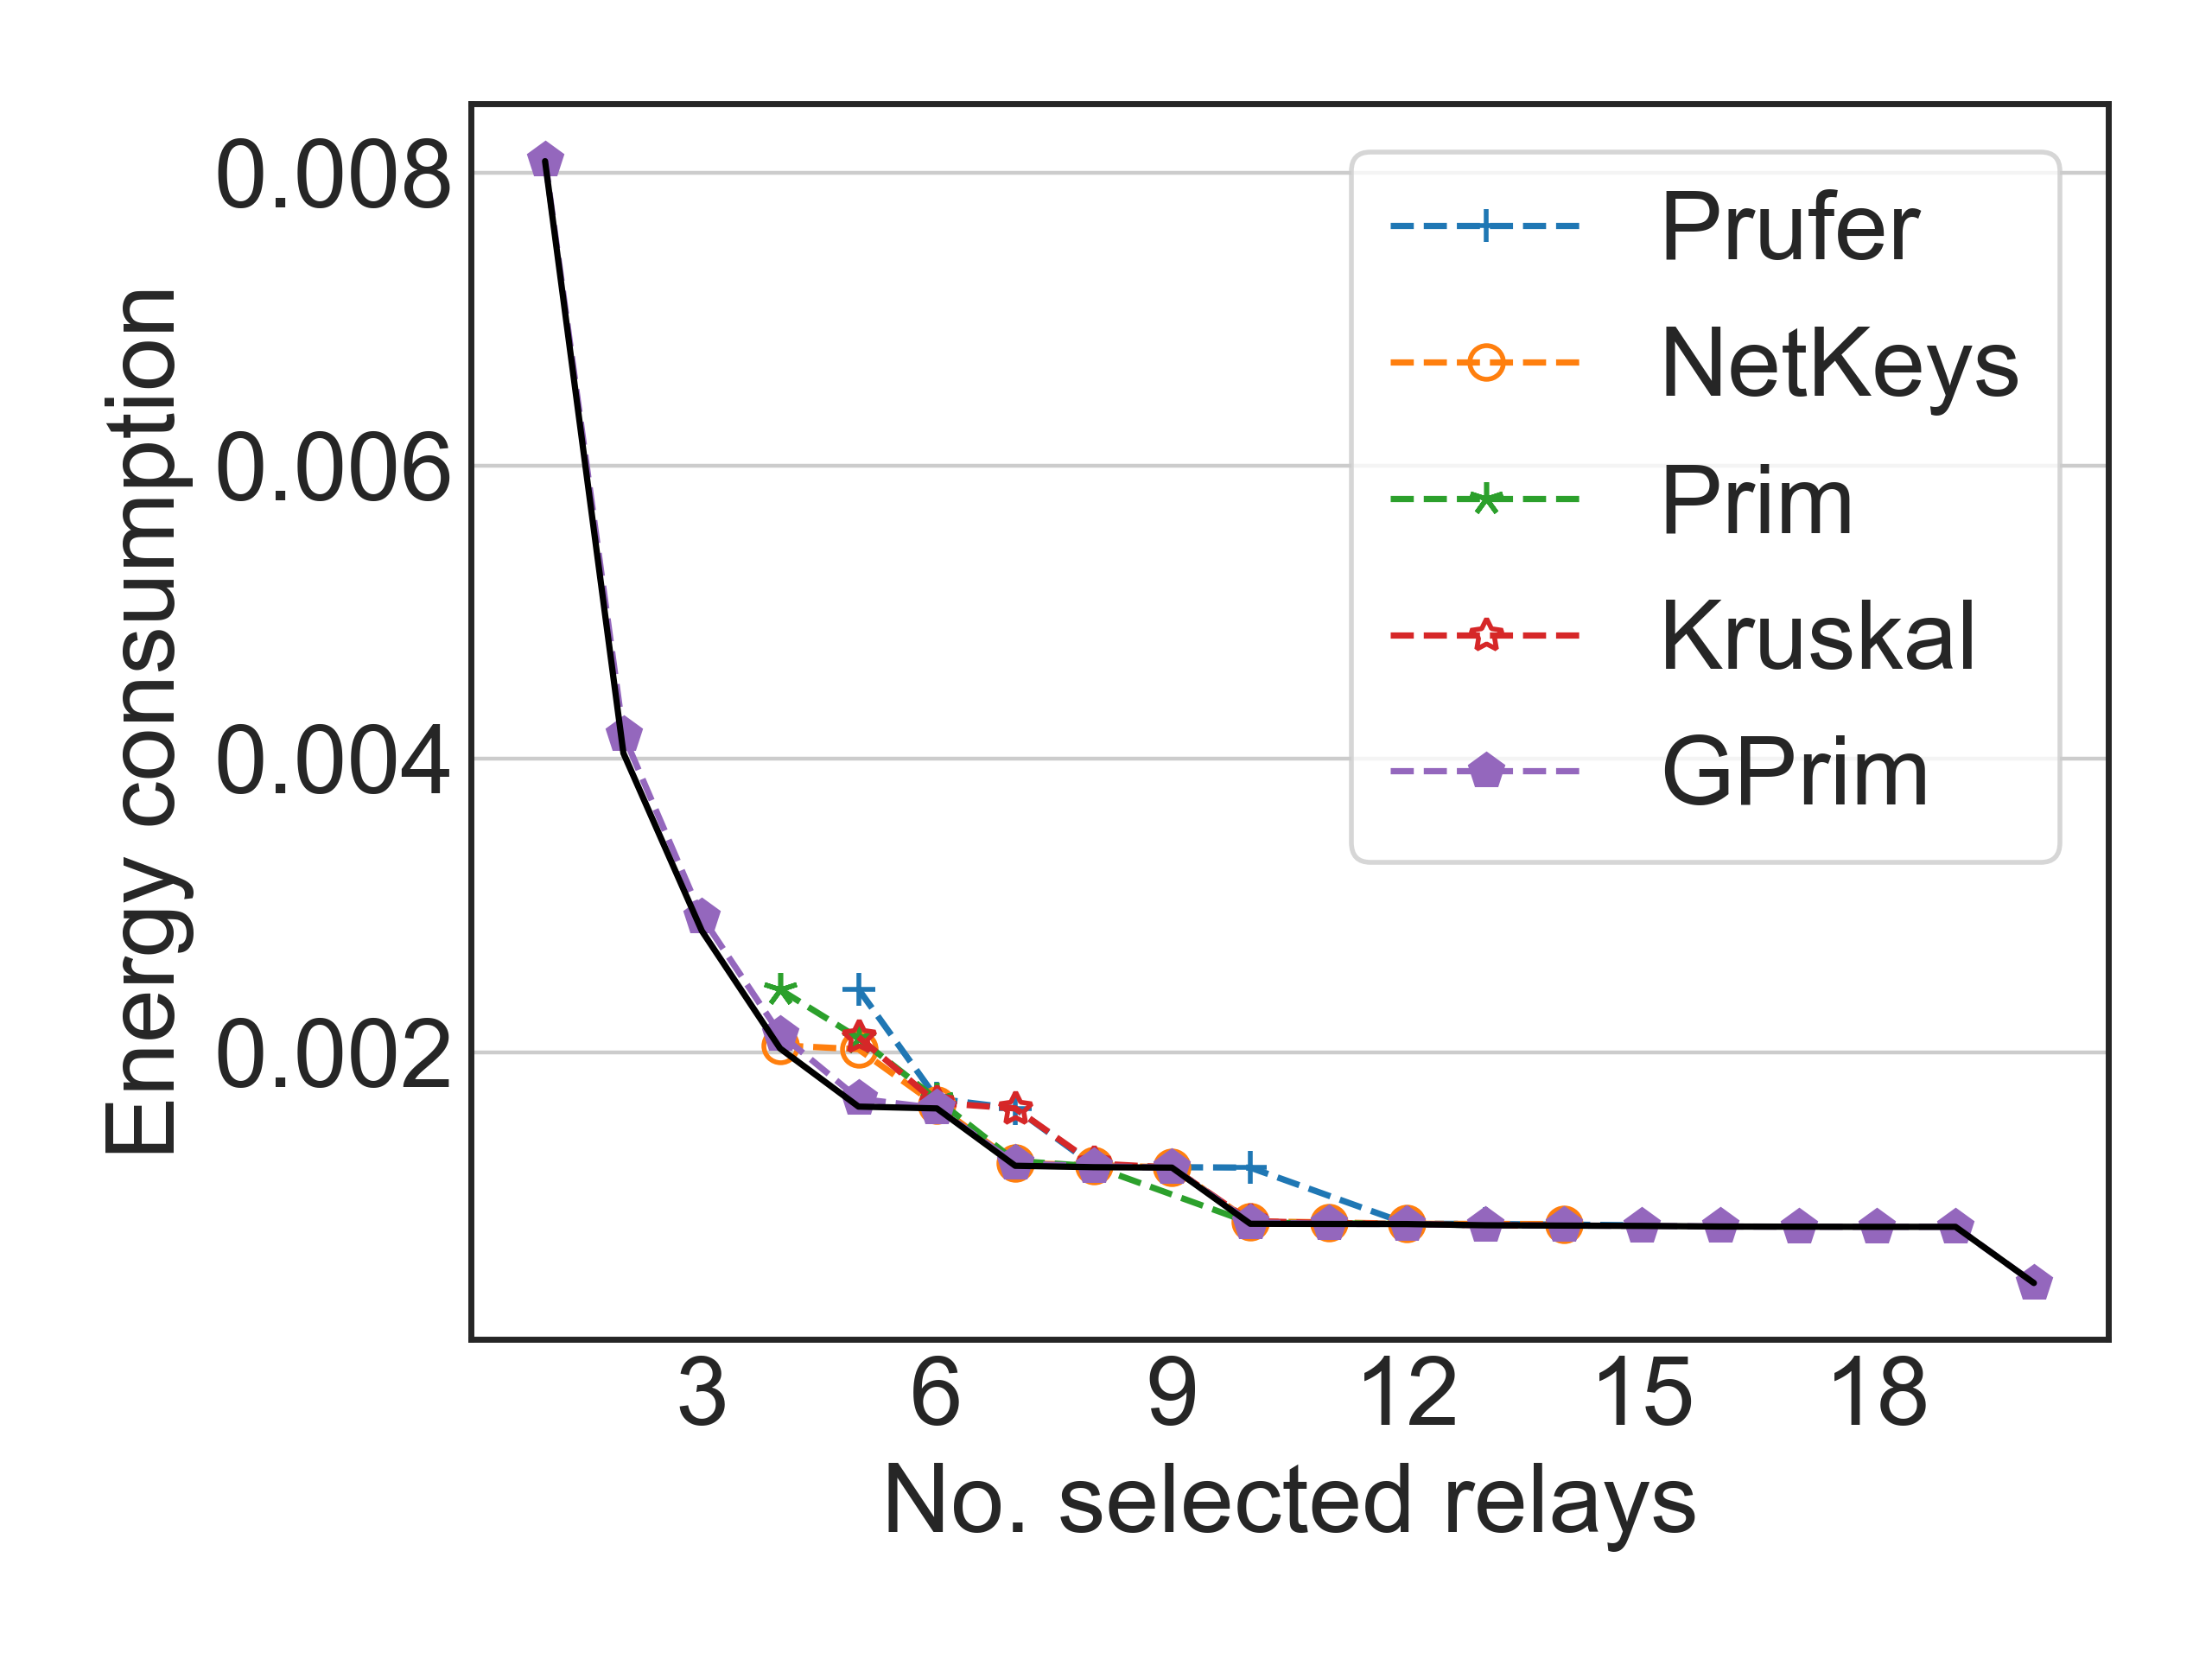 0.008
0.006
0.004
0.002
Energy consumption
Prufer
NetKeys
Prim
Kruskal
GPrim
3 6 9 12 15 18
No. selected relays